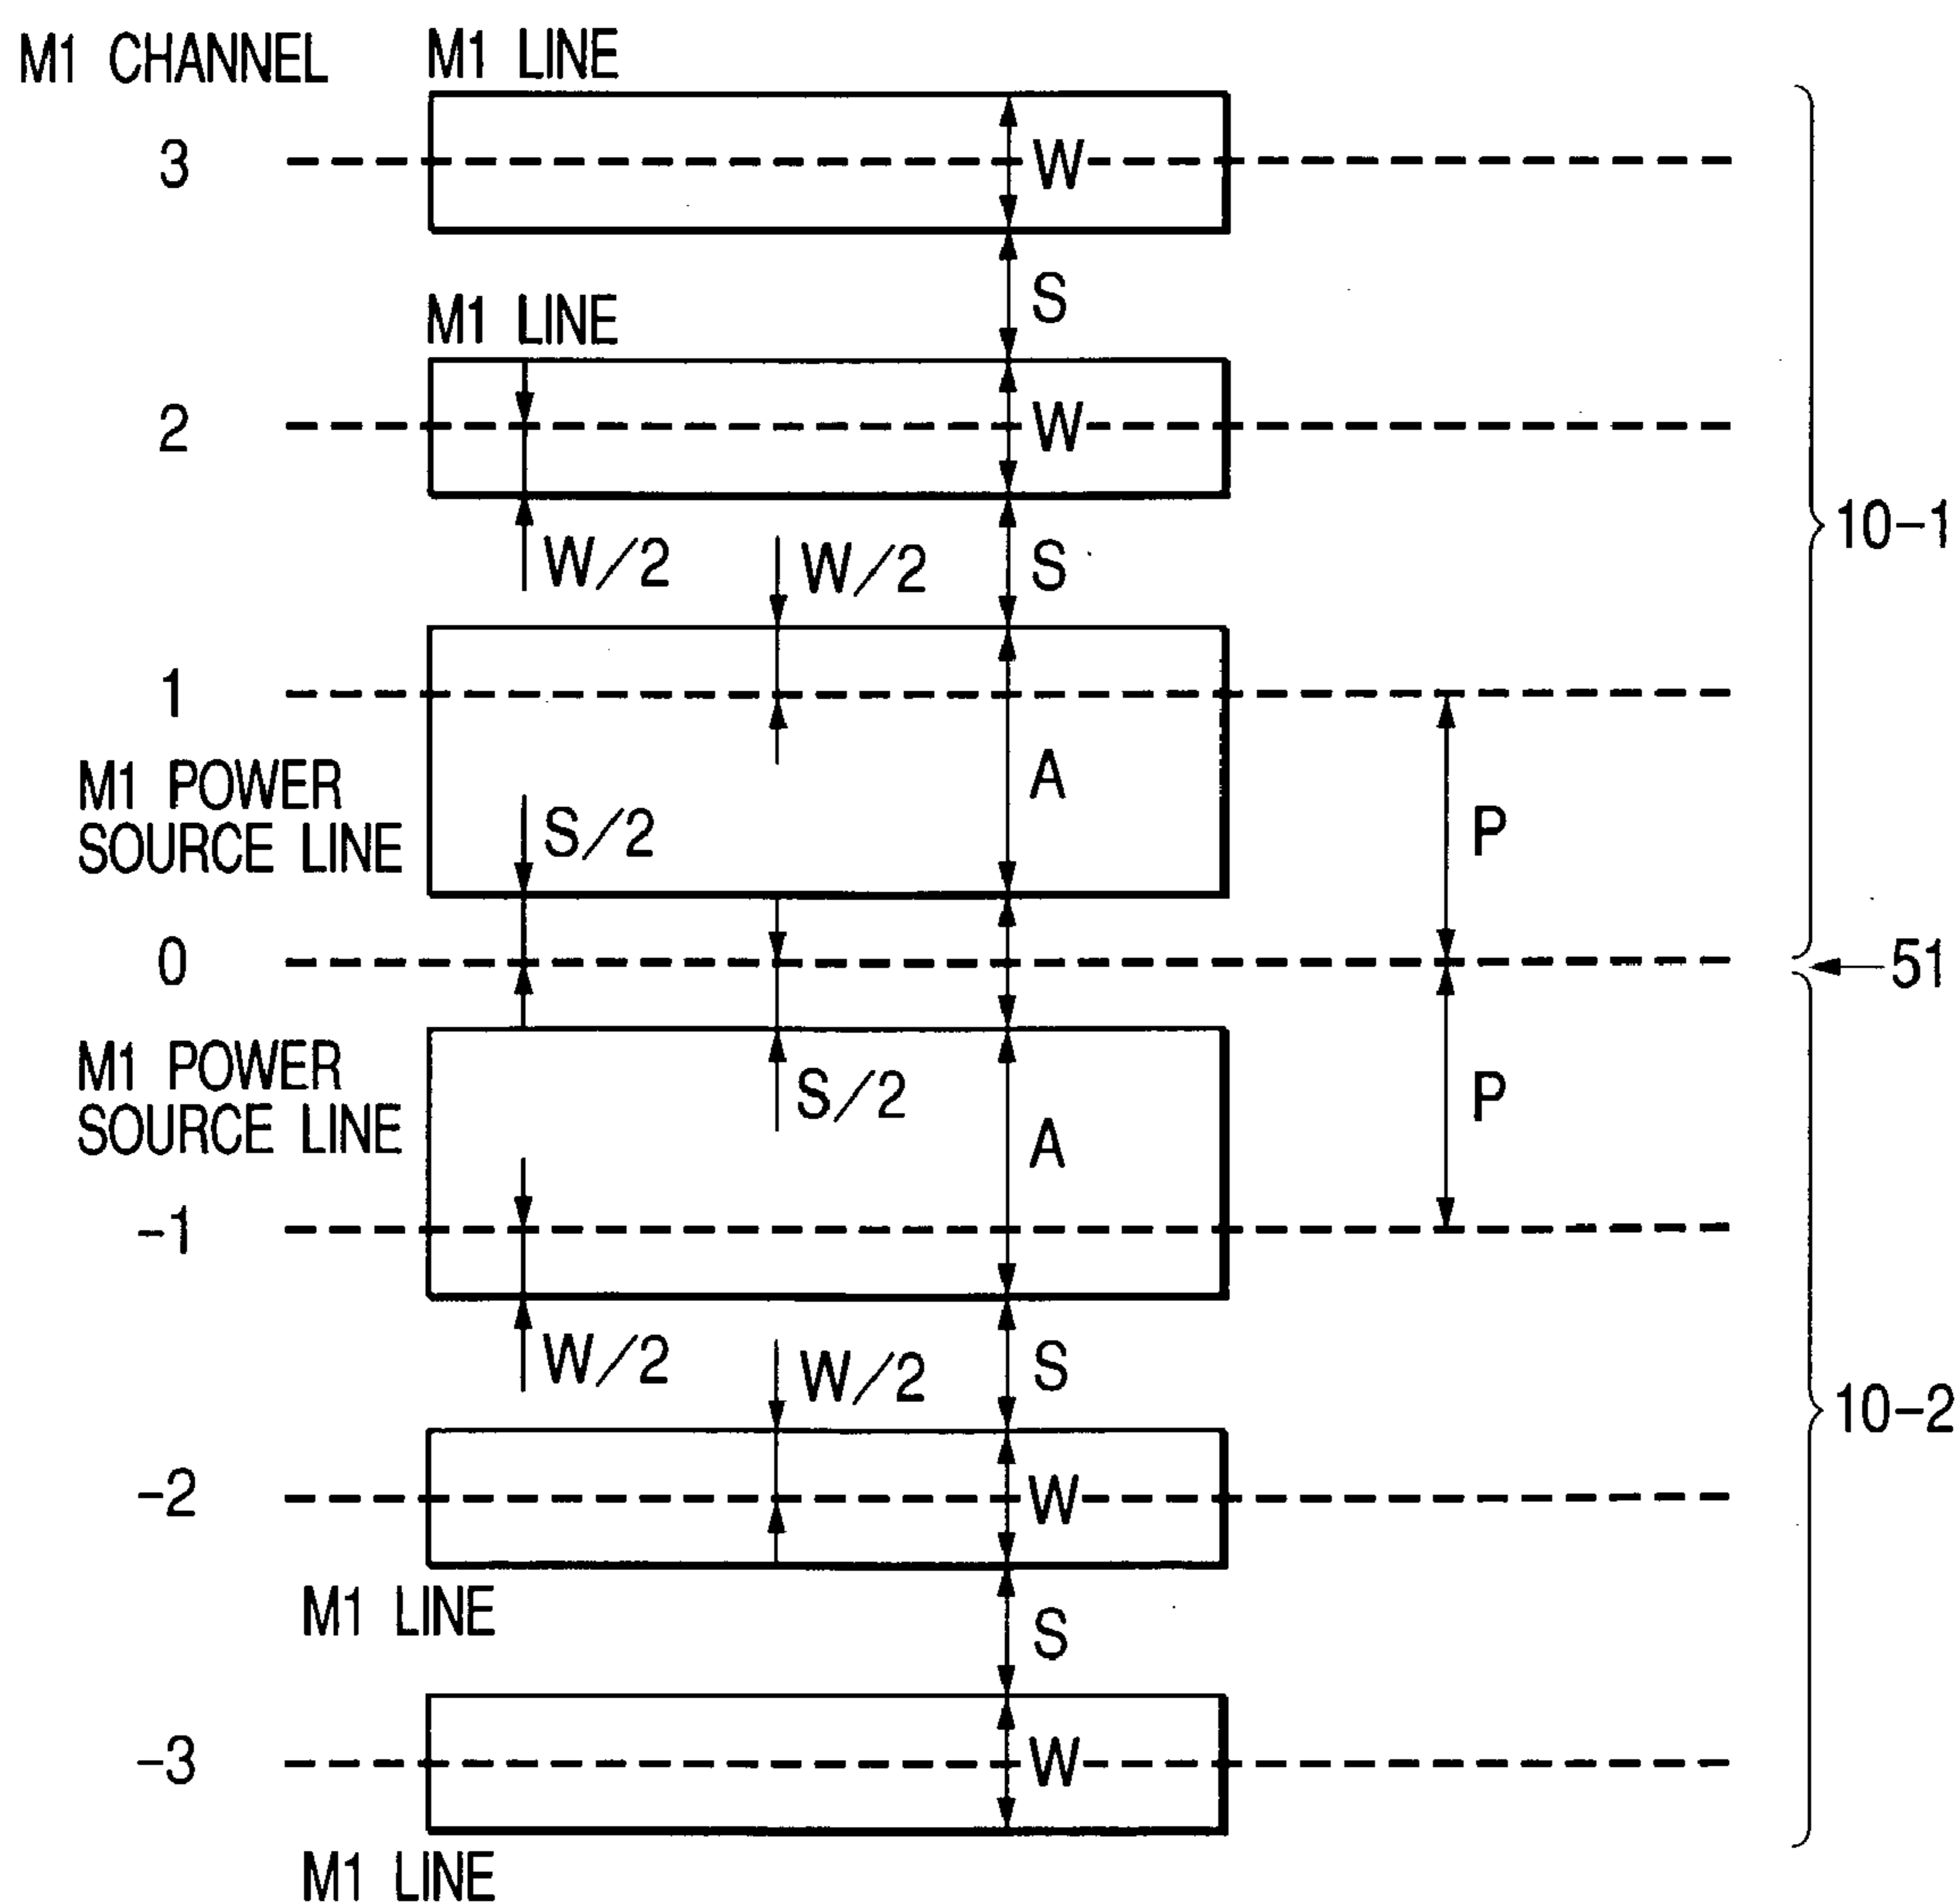 M1 CHANNEL
M1 LINE
3
W
S
M1 LINE
2
W
10-1
W/2
W/2
S
1
M1 POWER
SOURCE LINE
A
S/2
P
0
51
M1 POWER
SOURCE LINE
S/2
A
P
-1
W/2
W/2
S
10-2
-2
W
M1 LINE
S
-3
W
M1 LINE